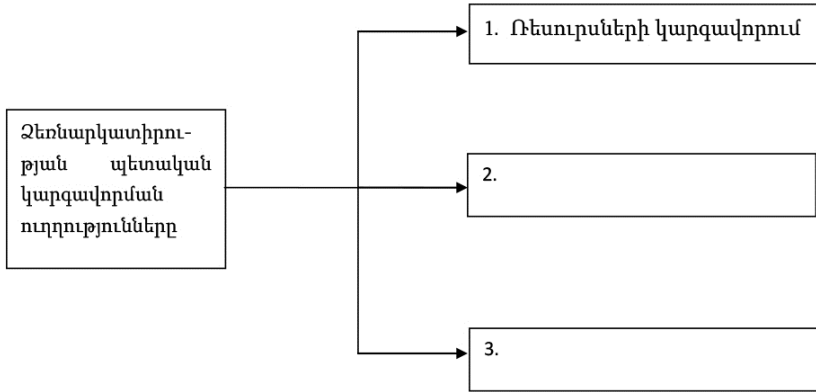 Ձեռնարկատիրու-
թյան պետական
կարգավորման
ուղղությունները
1. Ռեսուրսների կարգավորում
2.
3.